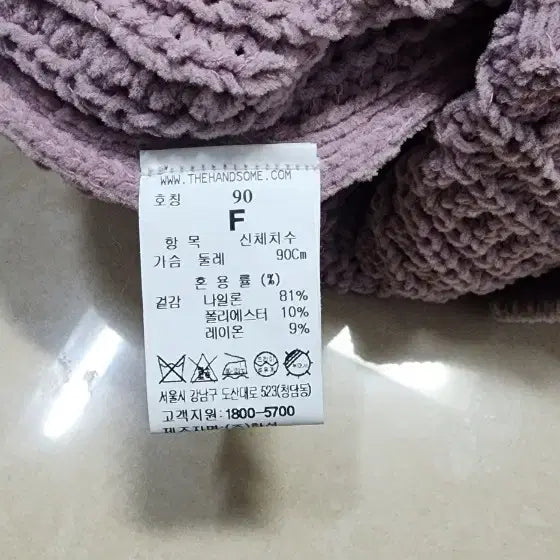 WWW.THEHANDSOME.COM
호칭 90
F
항 목 신체치수
가슴 둘레 90Cm
혼 용 률 (%)
겉감 나일론 81%
폴리에스터 10%
레이온 9%
서울시 강남구 도산대로 523(청담동)
고객지원:1800-5700